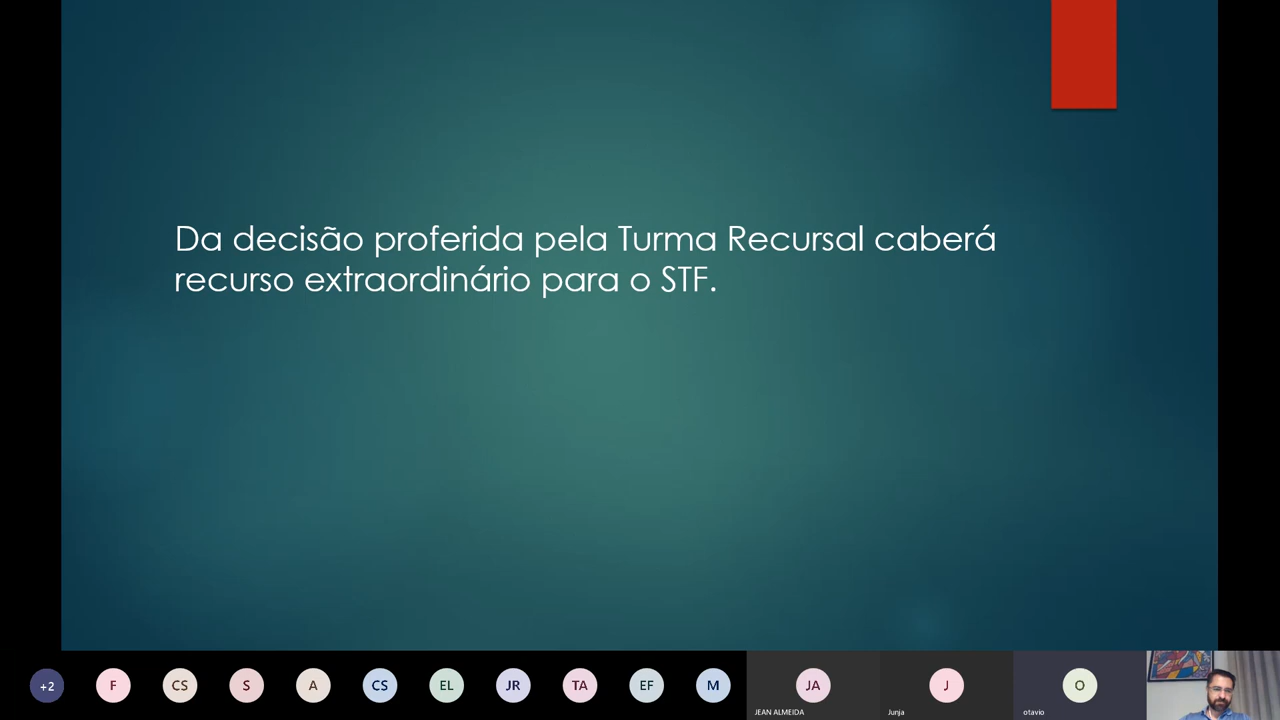 Da decisão proferida pela Turma Recursal caberá
recurso extraordinário para o STF.
+2
F
CS
S
A
CS
EL
JR
TA
EF
M
JA
J
O
JEAN ALMEIDA
Junja
otavio